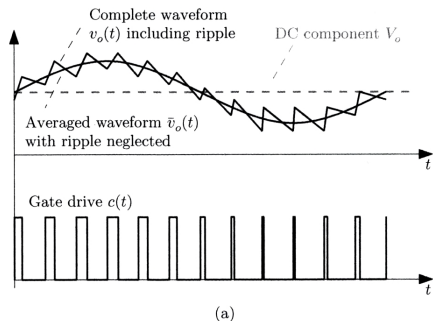 Complete waveform
v_o(t) including ripple
DC component V_o
Averaged waveform v̄_o(t)
with ripple neglected
t
Gate drive c(t)
t
(a)